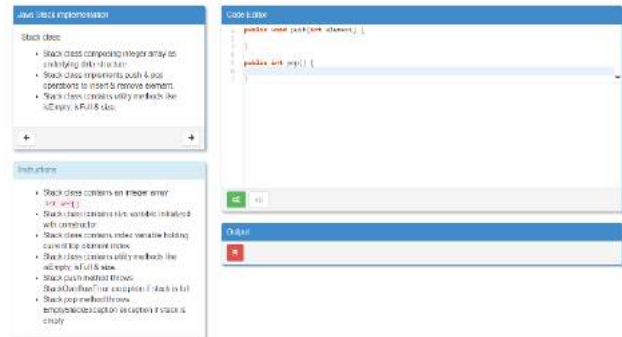 Java Stack Implementation
Stack class:
Stack class composing integer array as
underlying data structure
Stack class implements push & pop
operations to insert & remove element.
Stack class contains utility methods like
isEmpty, isFull & size.
Instructions
Stack class contains an integer array
int arr[]
Stack class contains size variable initialized
with constructor
Stack class contains index variable holding
current top element index
Stack class contains utility methods like
isEmpty, isFull & size
Stack push method throws
StackOverflowError exception if stack is full
Stack pop method throws
EmptyStackException exception if stack is
empty
Code Editor
public void push(int element) {
}
public int pop() {
}
Output